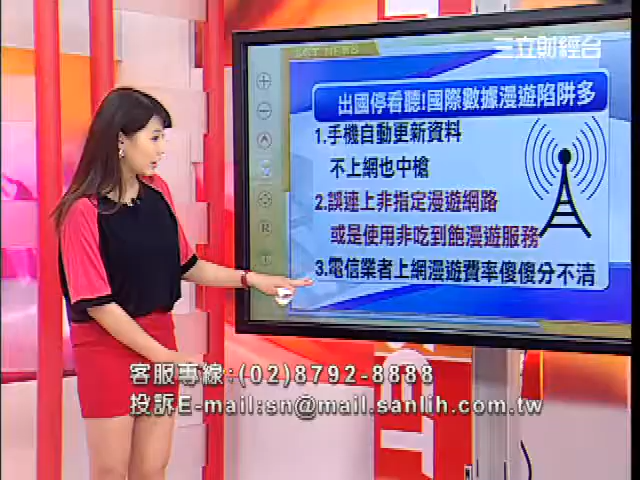 SET NEWS
三立財經台
出國停看聽!國際數據漫遊陷阱多
1.手機自動更新資料
不上網也中槍
2.誤連上非指定漫遊網路
或是使用非吃到飽漫遊服務
3.電信業者上網漫遊費率傻傻分不清
客服專線:(02)8792-8888
投訴E-mail:sn@mail.sanlih.com.tw